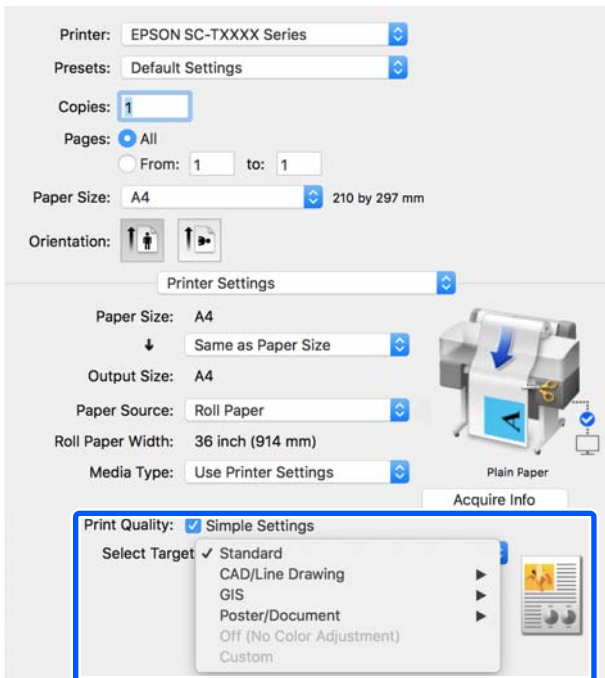 Printer: EPSON SC-TXXXX Series
Presets: Default Settings
Copies: 1
Pages: All
From: 1 to: 1
Paper Size: A4 210 by 297 mm
Orientation:
Printer Settings
Paper Size: A4
Same as Paper Size
Output Size: A4
Paper Source: Roll Paper
Roll Paper Width: 36 inch (914 mm)
Media Type: Use Printer Settings
Plain Paper
Acquire Info
Print Quality: Simple Settings
Select Target
Standard
CAD/Line Drawing
GIS
Poster/Document
Off (No Color Adjustment)
Custom